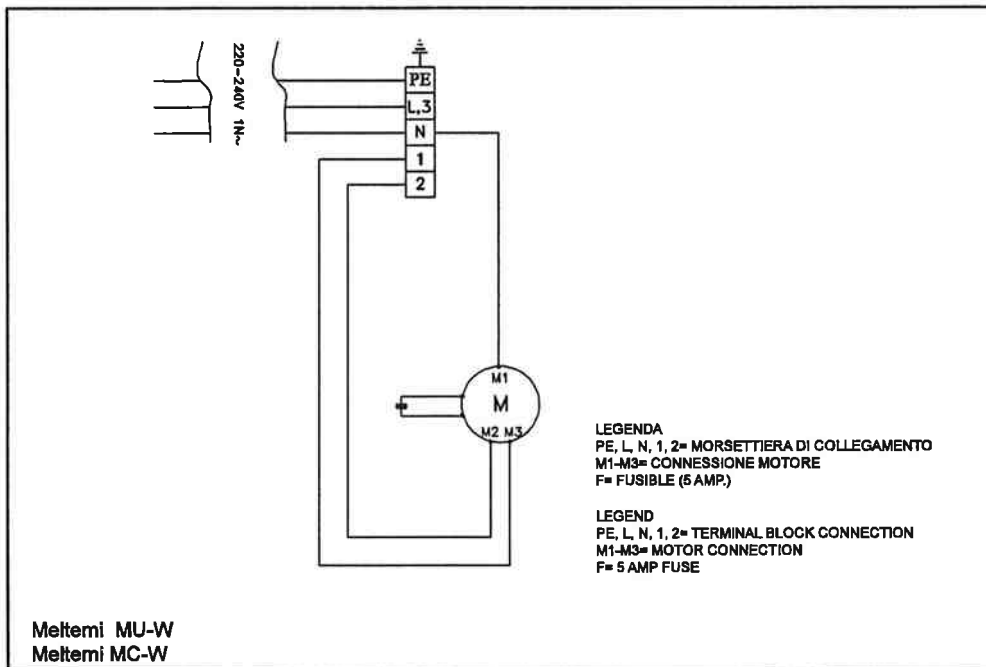 220-240V 1N~
PE
L,3
N
1
2
M1
M
M2 M3
LEGENDA
PE, L, N, 1, 2= MORSETTIERA DI COLLEGAMENTO
M1-M3= CONNESSIONE MOTORE
F= FUSIBLE (5 AMP.)
LEGEND
PE, L, N, 1, 2= TERMINAL BLOCK CONNECTION
M1-M3= MOTOR CONNECTION
F= 5 AMP FUSE
Meltemi MU-W
Meltemi MC-W